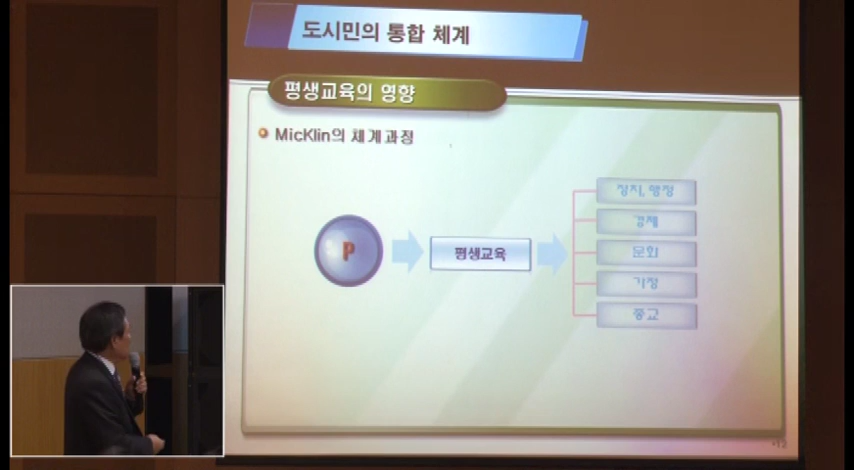 도시민의 통합 체계
평생교육의 영향
MicKlin의 체계과정
P
평생교육
정치, 행정
경제
문화
가정
종교
12